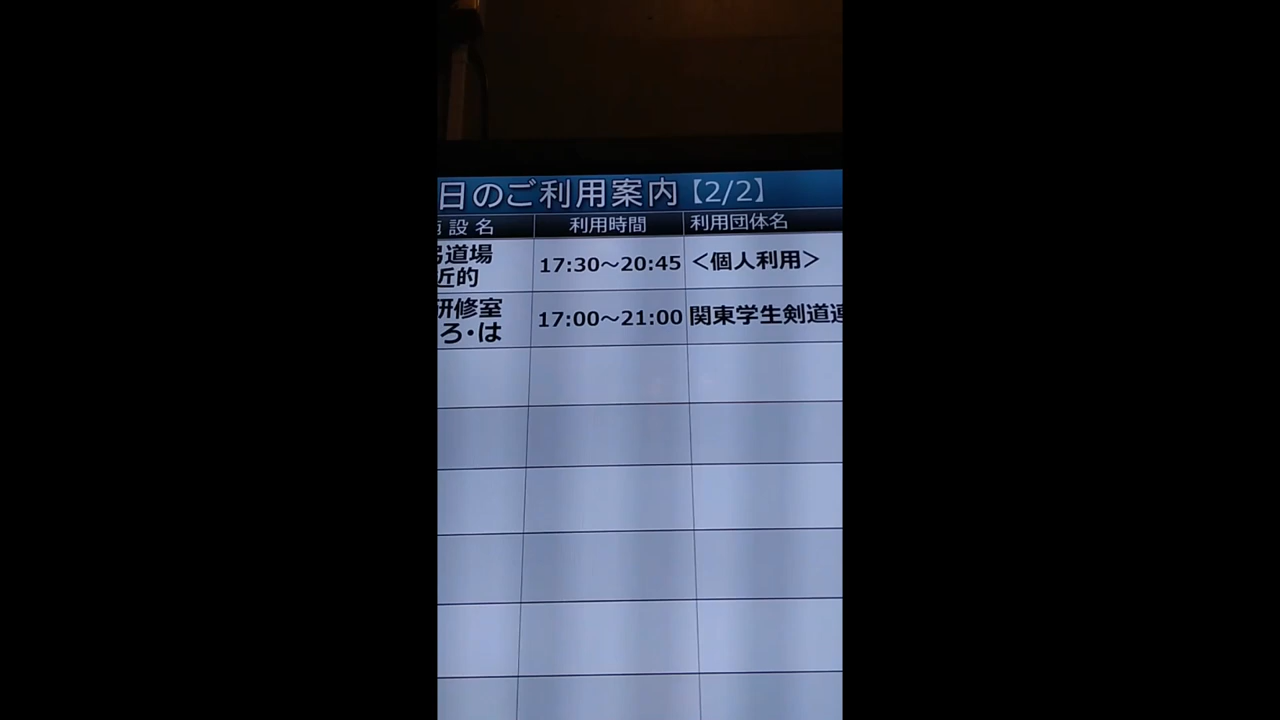 日のご利用案内【2/2】
設名 利用時間 利用団体名
道場 17:30～20:45 ＜個人利用＞
近的
研修室 17:00～21:00 関東学生剣道連
ろ・は